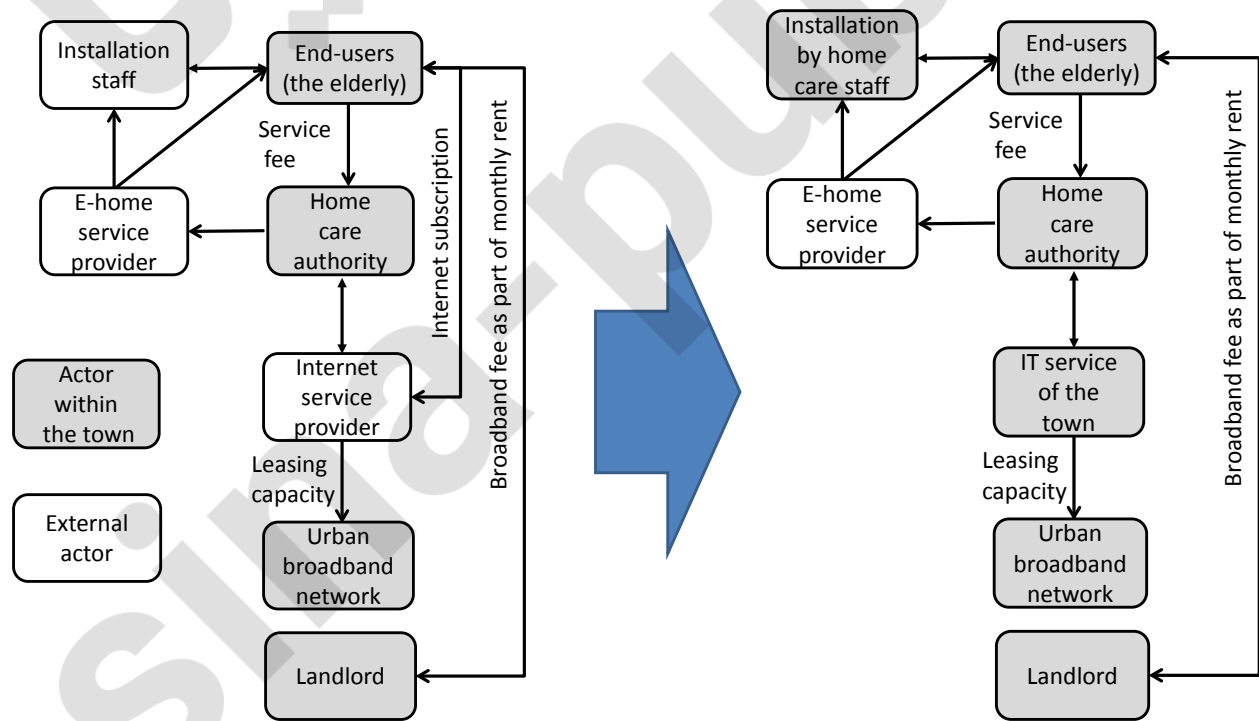 Installation
staff
End-users
(the elderly)
Service
fee
E-home
service
provider
Home
care
authority
Internet subscription
Broadband fee as part of monthly rent
Actor
within
the town
Internet
service
provider
Leasing
capacity
External
actor
Urban
broadband
network
Landlord
Installation
by home
care staff
End-users
(the elderly)
Service
fee
E-home
service
provider
Home
care
authority
Broadband fee as part of monthly rent
IT service
of the
town
Leasing
capacity
Urban
broadband
network
Landlord
sina-pu